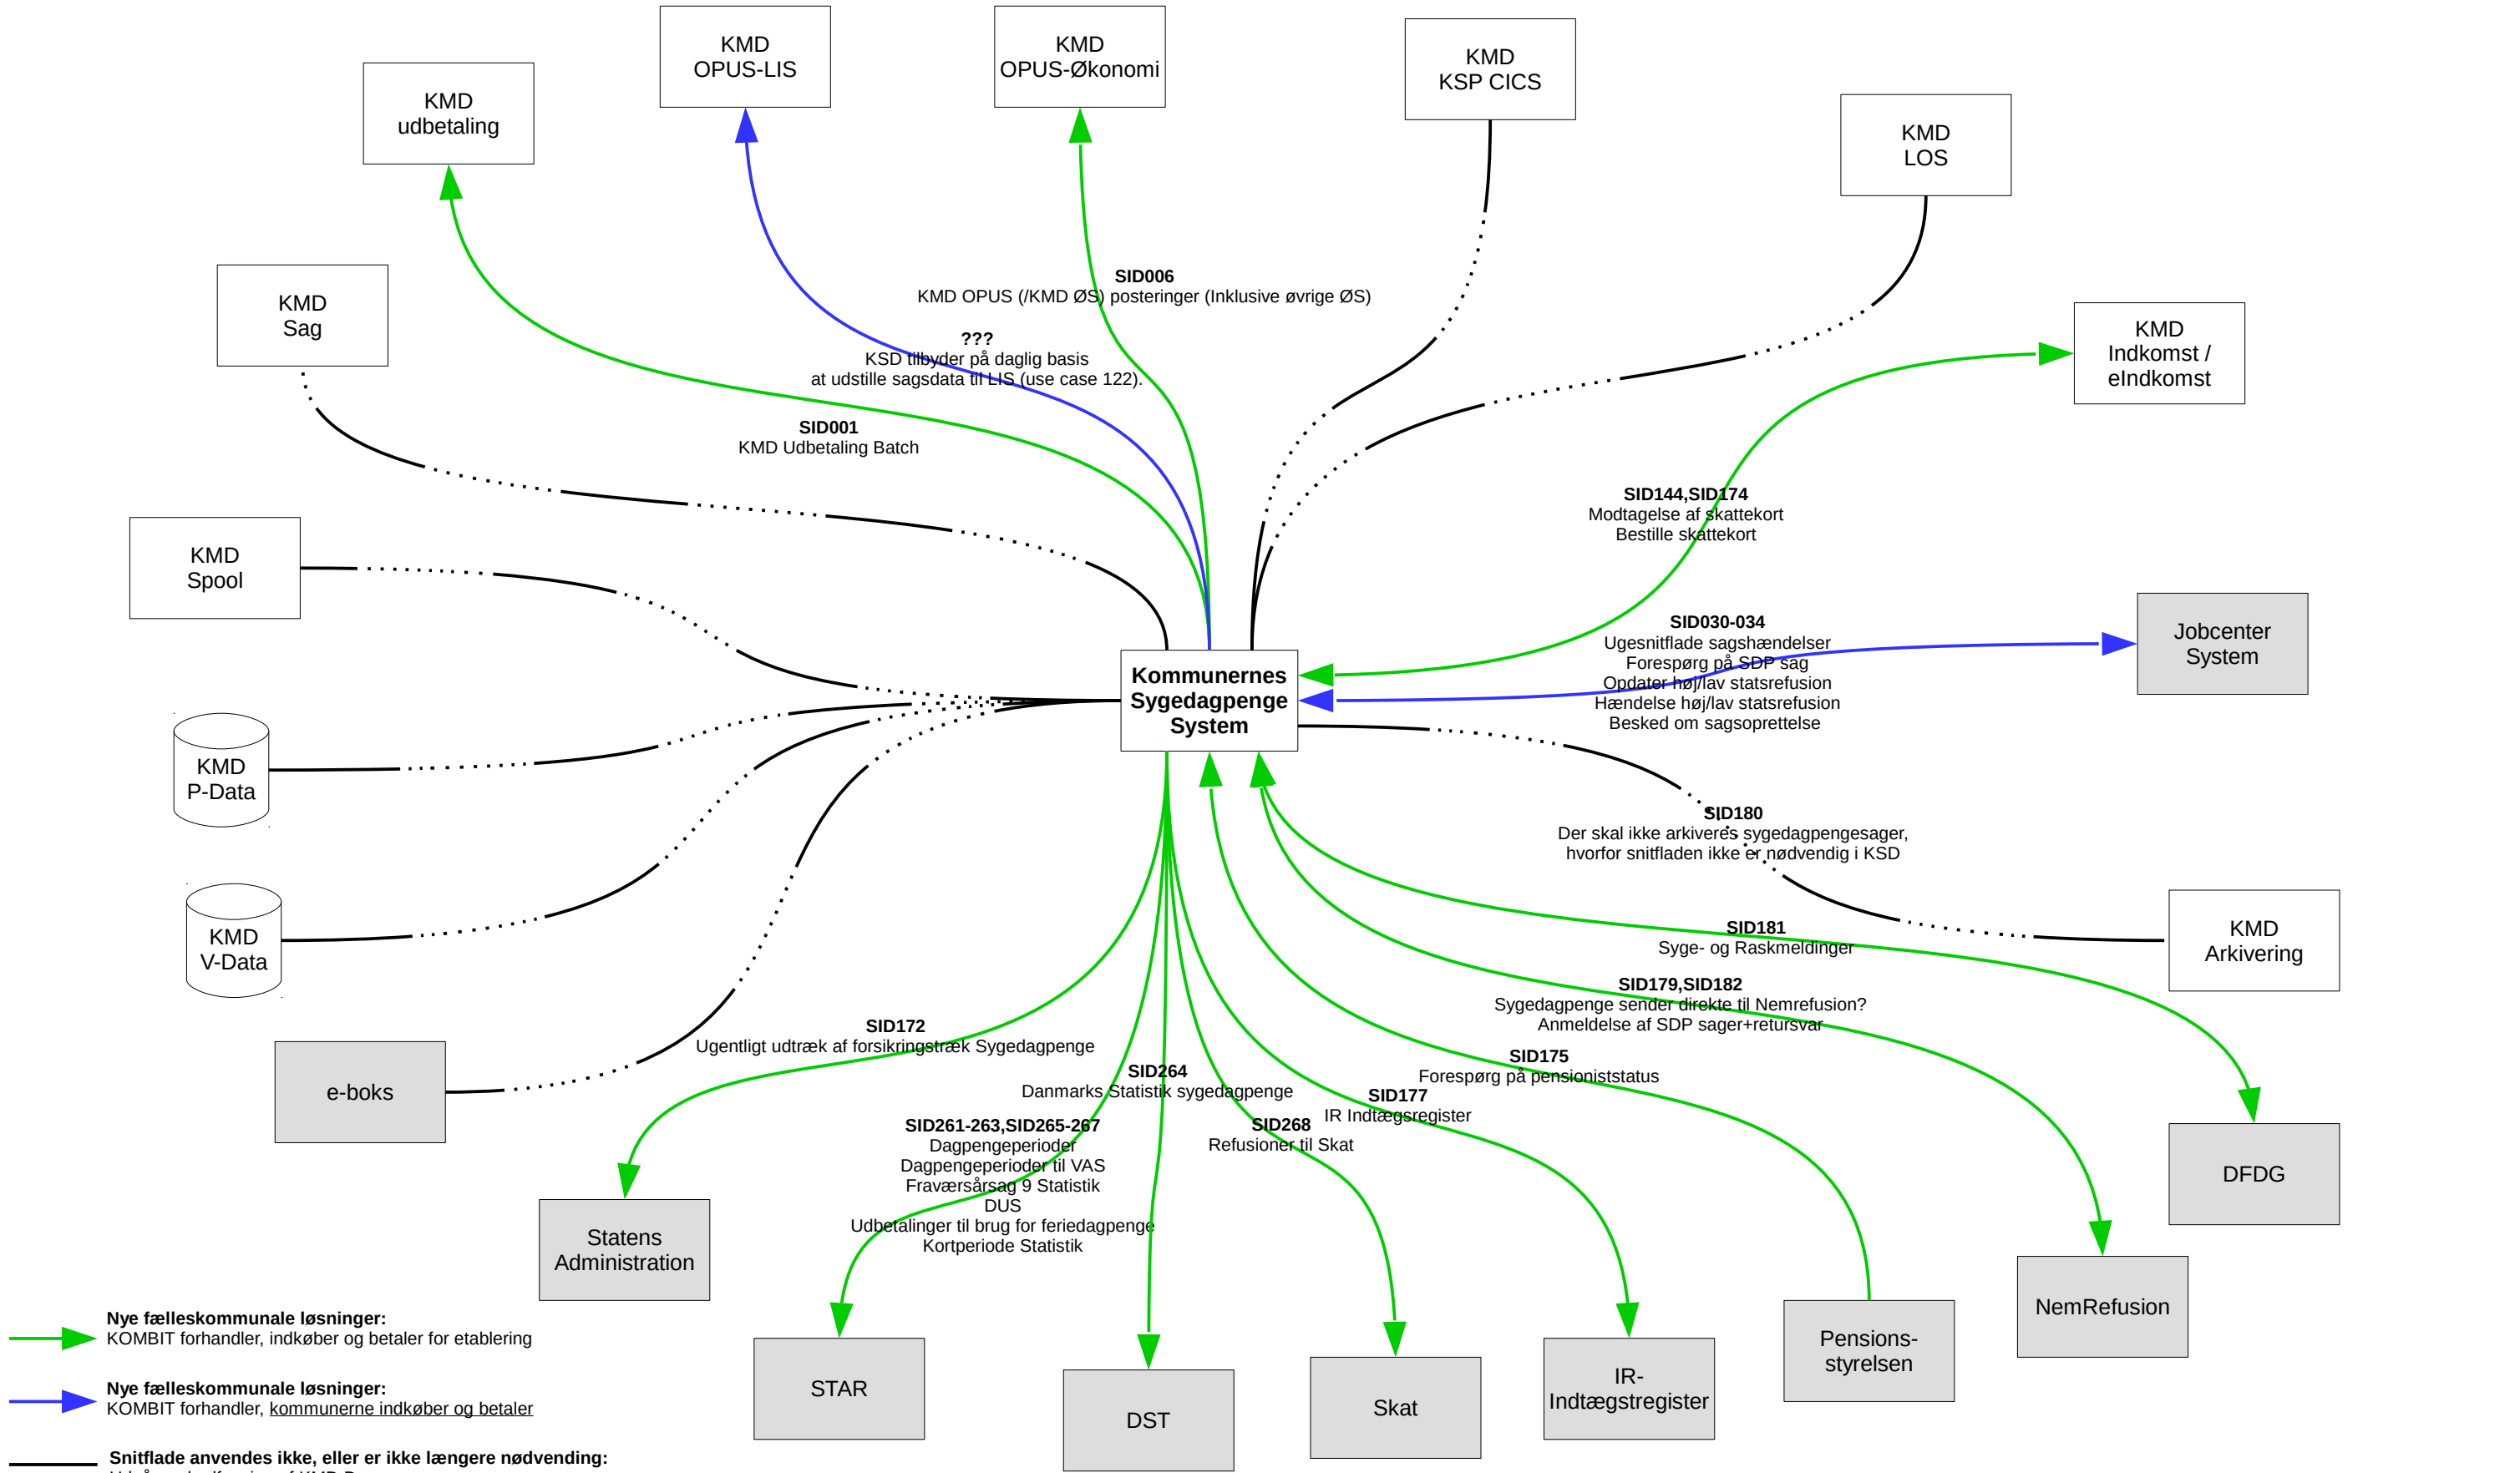 KMD
OPUS-LIS
KMD
OPUS-Økonomi
KMD
KSP CICS
KMD
udbetaling
KMD
LOS
KMD
Sag
SID006
KMD OPUS (/KMD ØS) posteringer (Inklusive øvrige ØS)
KMD
Indkomst /
eIndkomst
???
KSD tilbyder på daglig basis
at udstille sagsdata til LIS (use case 122).
SID001
KMD Udbetaling Batch
SID144,SID174
Modtagelse af skattekort
Bestille skattekort
KMD
Spool
SID030-034
Ugesnitflade sagshændelser
Forespørg på SDP sag
Opdater høj/lav statsrefusion
Hændelse høj/lav statsrefusion
Besked om sagsoprettelse
Jobcenter
System
Kommunernes
Sygedagpenge
System
KMD
P-Data
SID180
Der skal ikke arkiveres sygedagpengesager,
hvorfor snitfladen ikke er nødvendig i KSD
KMD
V-Data
KMD
Arkivering
SID181
Syge- og Raskmeldinger
SID179,SID182
Sygedagpenge sender direkte til Nemrefusion?
Anmeldelse af SDP sager+retursvar
SID172
Ugentligt udtræk af forsikringstræk Sygedagpenge
SID175
Forespørg på pensioniststatus
e-boks
SID264
Danmarks Statistik sygedagpenge
SID177
IR Indtægsregister
SID261-263,SID265-267
Dagpengeperioder
Dagpengeperioder til VAS
Fraværsårsag 9 Statistik
DUS
Udbetalinger til brug for feriedagpenge
Kortperiode Statistik
SID268
Refusioner til Skat
DFDG
Statens
Administration
NemRefusion
Pensions-
styrelsen
STAR
DST
Skat
IR-
Indtægstregister
Nye fælleskommunale løsninger:
KOMBIT forhandler, indkøber og betaler for etablering
Nye fælleskommunale løsninger:
KOMBIT forhandler, kommunerne indkøber og betaler
Snitflade anvendes ikke, eller er ikke længere nødvending: